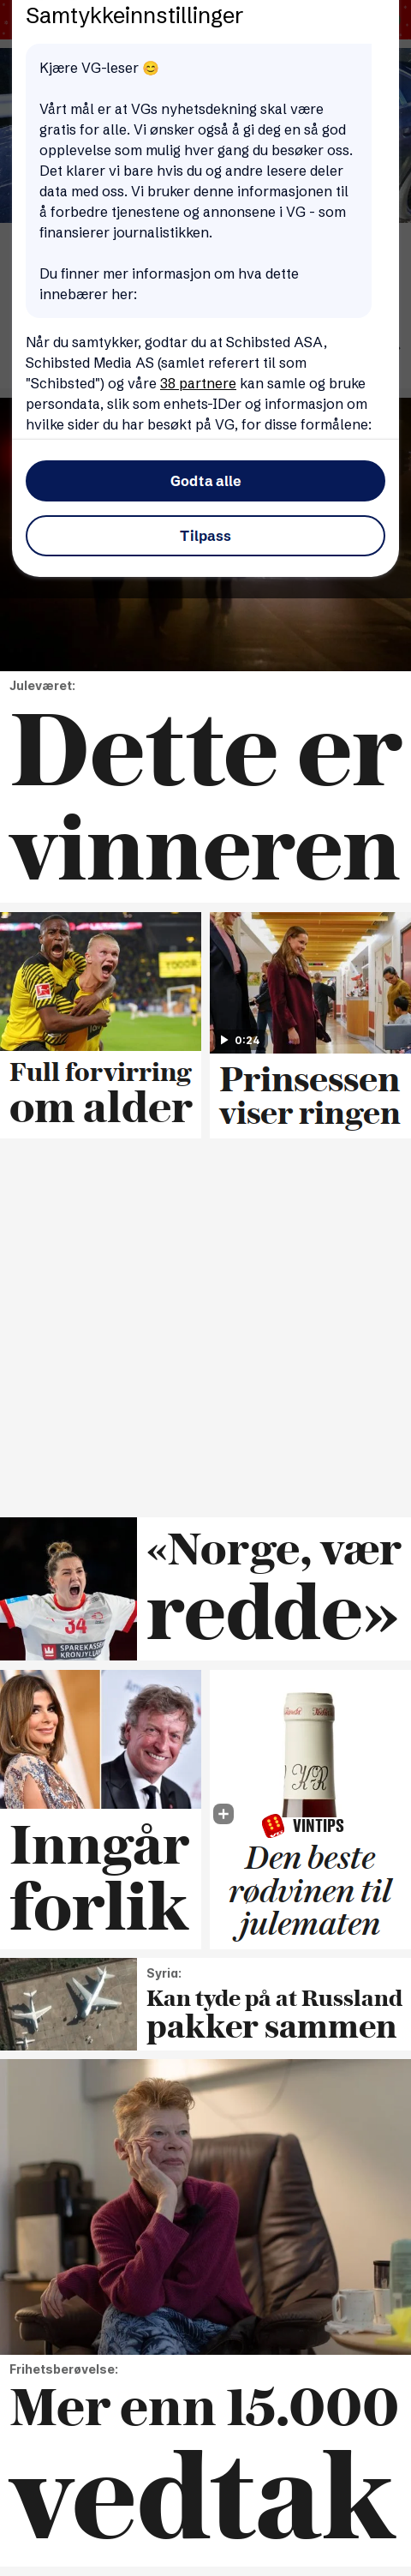 Samtykkeinnstillinger
Kjære VG-leser 😊
Vårt mål er at VGs nyhetsdekning skal være
gratis for alle. Vi ønsker også å gi deg en så god
opplevelse som mulig hver gang du besøker oss.
Det klarer vi bare hvis du og andre lesere deler
data med oss. Vi bruker denne informasjonen til
å forbedre tjenestene og annonsene i VG - som
finansierer journalistikken.
Du finner mer informasjon om hva dette
innebærer her:
Når du samtykker, godtar du at Schibsted ASA,
Schibsted Media AS (samlet referert til som
"Schibsted") og våre 38 partnere kan samle og bruke
persondata, slik som enhets-IDer og informasjon om
hvilke sider du har besøkt på VG, for disse formålene:
Godta alle
Tilpass
Juleværet:
Dette er
vinneren
0:24
Full forvirring
om alder
Prinsessen
viser ringen
«Norge, vær
redde»
34
SPAREKASSEN
KRONJYLLAND
Inngår
forlik
KR
VINTIPS
Den beste
rødvinen til
julematen
Syria:
Kan tyde på at Russland
pakker sammen
Frihetsberøvelse:
Mer enn 15.000
vedtak